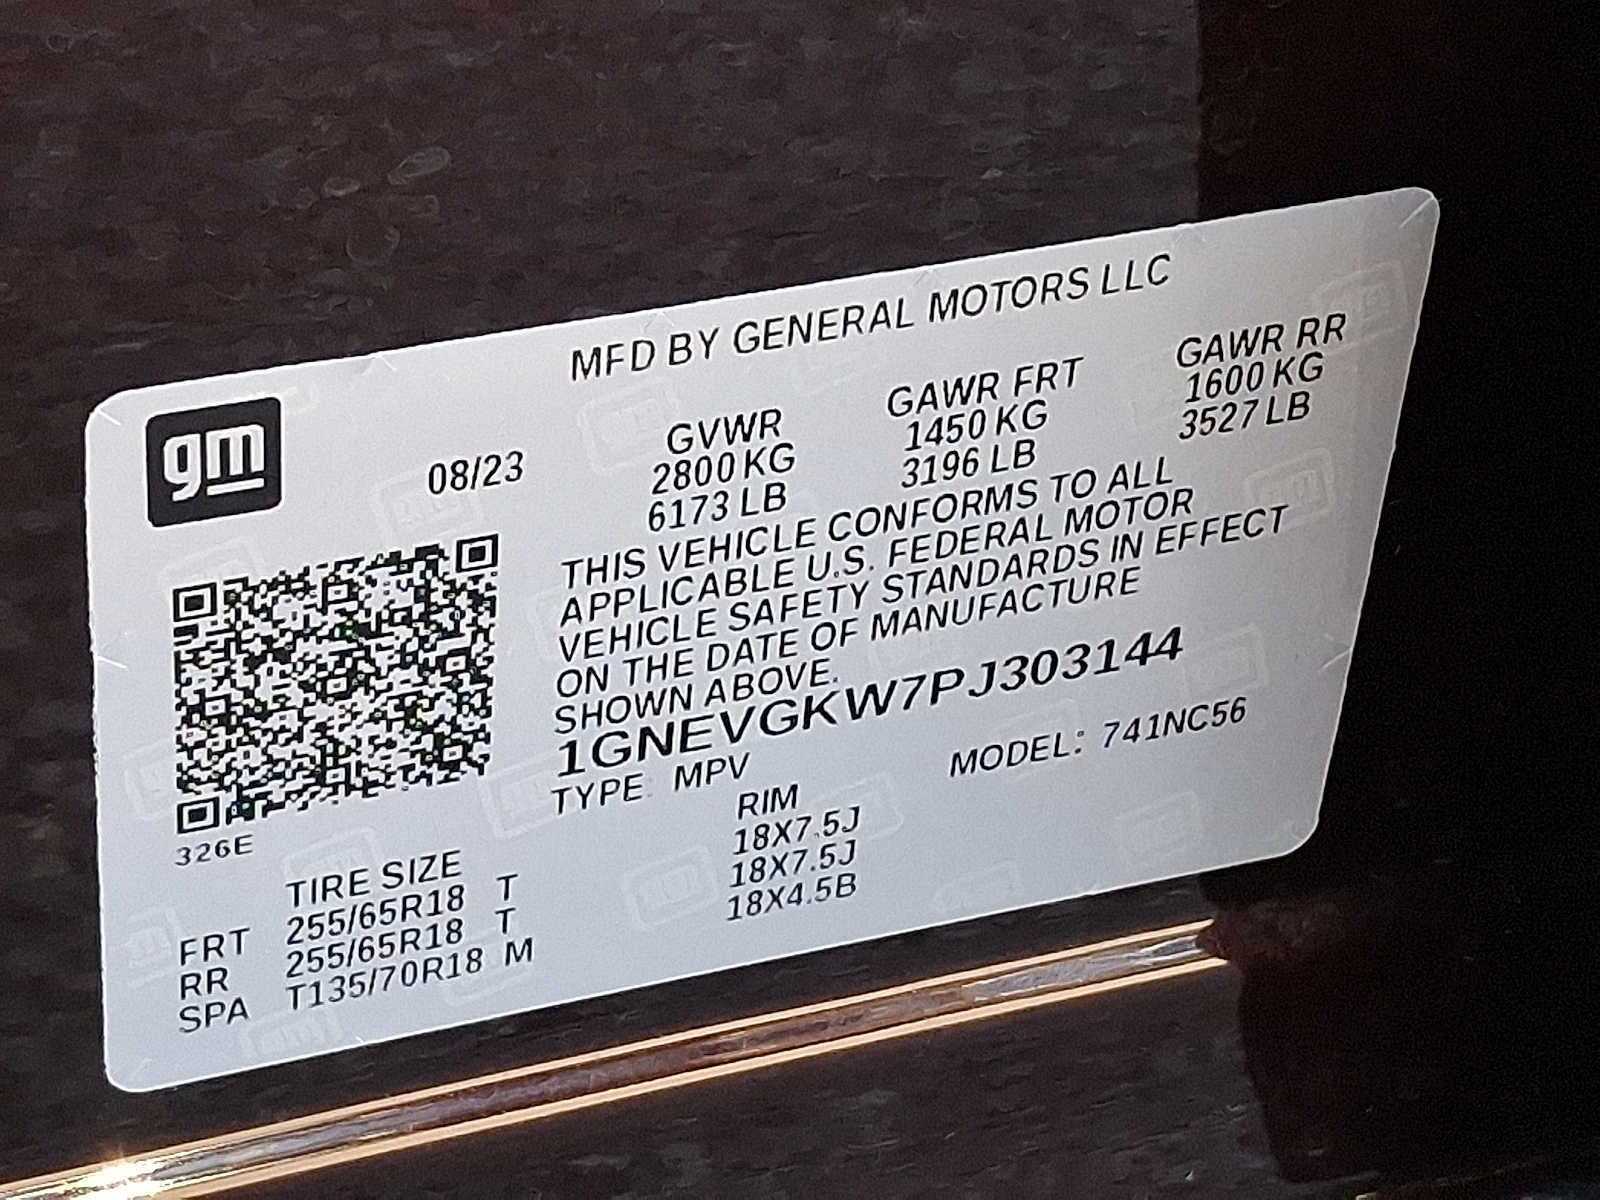 MFD BY GENERAL MOTORS LLC
gm
08/23
GVWR GAWR FRT GAWR RR
2800 KG 1450 KG 1600 KG
6173 LB 3196 LB 3527 LB
THIS VEHICLE CONFORMS TO ALL
APPLICABLE U.S. FEDERAL MOTOR
VEHICLE SAFETY STANDARDS IN EFFECT
ON THE DATE OF MANUFACTURE
SHOWN ABOVE.
1GNEVGKW7PJ303144
TYPE: MPV MODEL: 741NC56
326E
TIRE SIZE RIM
FRT 255/65R18 T 18X7.5J
RR 255/65R18 T 18X7.5J
SPA T135/70R18 M 18X4.5B